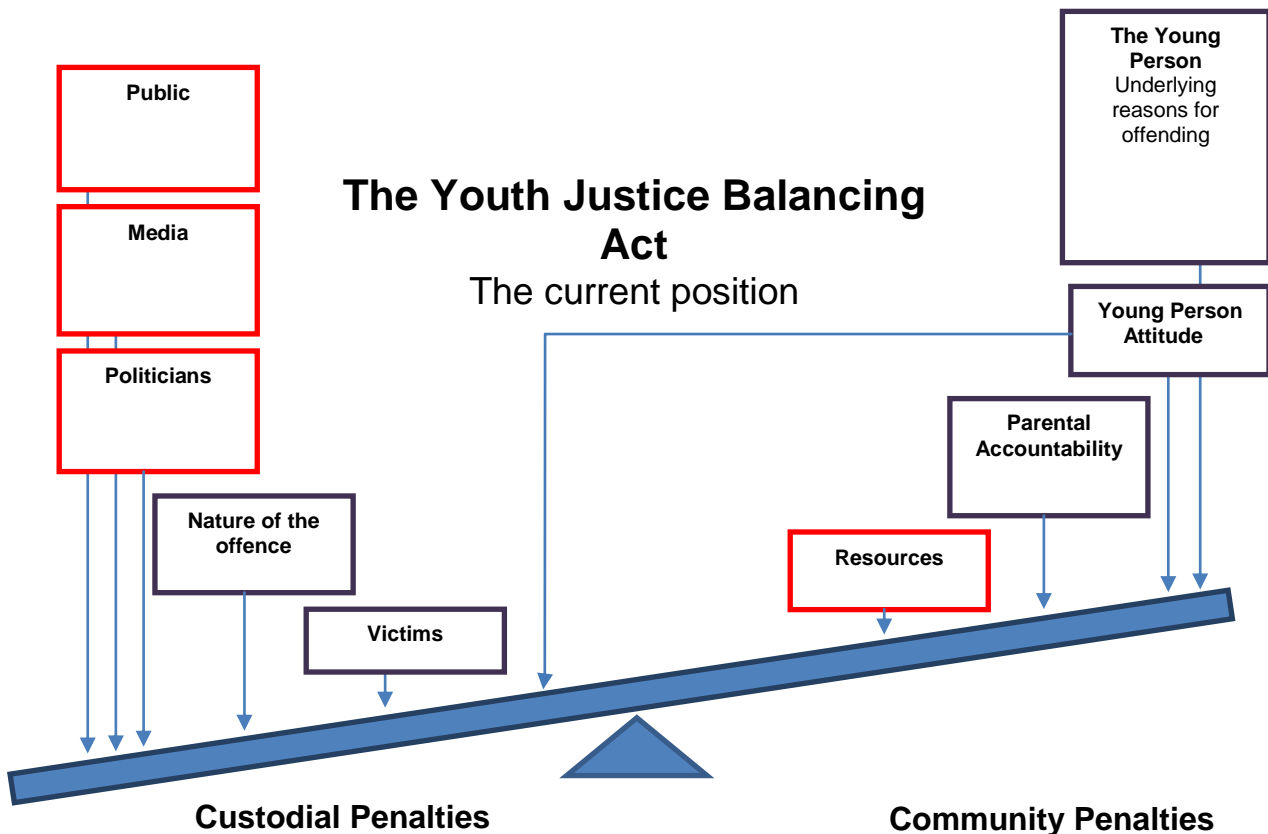 The Youth Justice Balancing
Act
The current position
Public
Media
Politicians
Nature of the
offence
Victims
The Young
Person
Underlying
reasons for
offending
Young Person
Attitude
Parental
Accountability
Resources
Custodial Penalties
Community Penalties